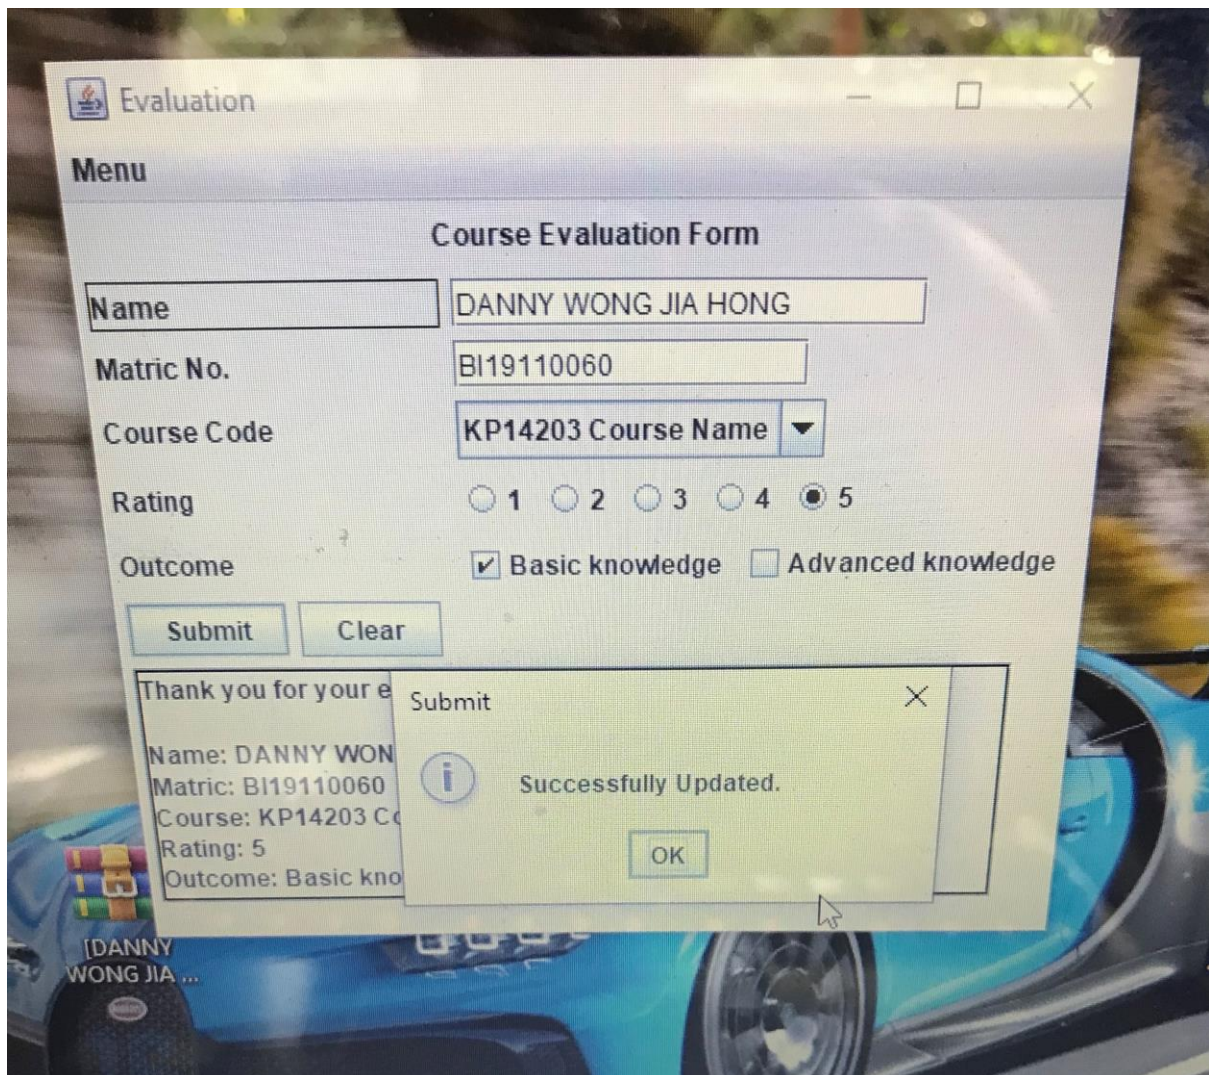 Evaluation
Menu
Course Evaluation Form
Name DANNY WONG JIA HONG
Matric No. BI19110060
Course Code KP14203 Course Name
Rating 1 2 3 4 5
Outcome Basic knowledge Advanced knowledge
Submit Clear
Thank you for your e
Submit
Name: DANNY WON
Matric: BI19110060
Successfully Updated.
Course: KP14203 Co
Rating: 5
OK
Outcome: Basic kno
[DANNY
WONG JIA ...